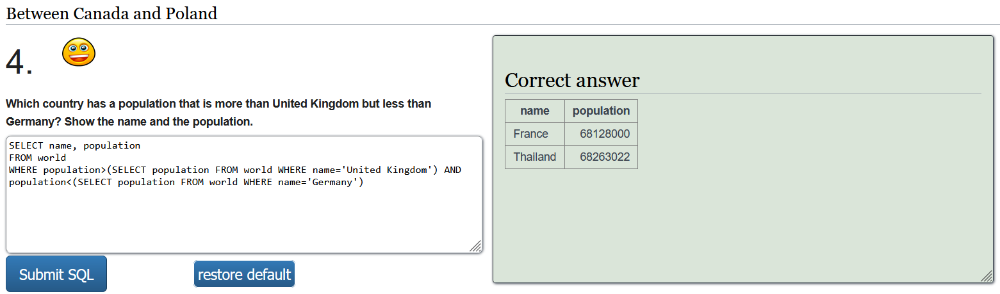 Between Canada and Poland
4.
Which country has a population that is more than United Kingdom but less than
Germany? Show the name and the population.
SELECT name, population
FROM world
WHERE population>(SELECT population FROM world WHERE name='United Kingdom') AND
population<(SELECT population FROM world WHERE name='Germany')
Submit SQL
restore default
Correct answer
name population
France 68128000
Thailand 68263022